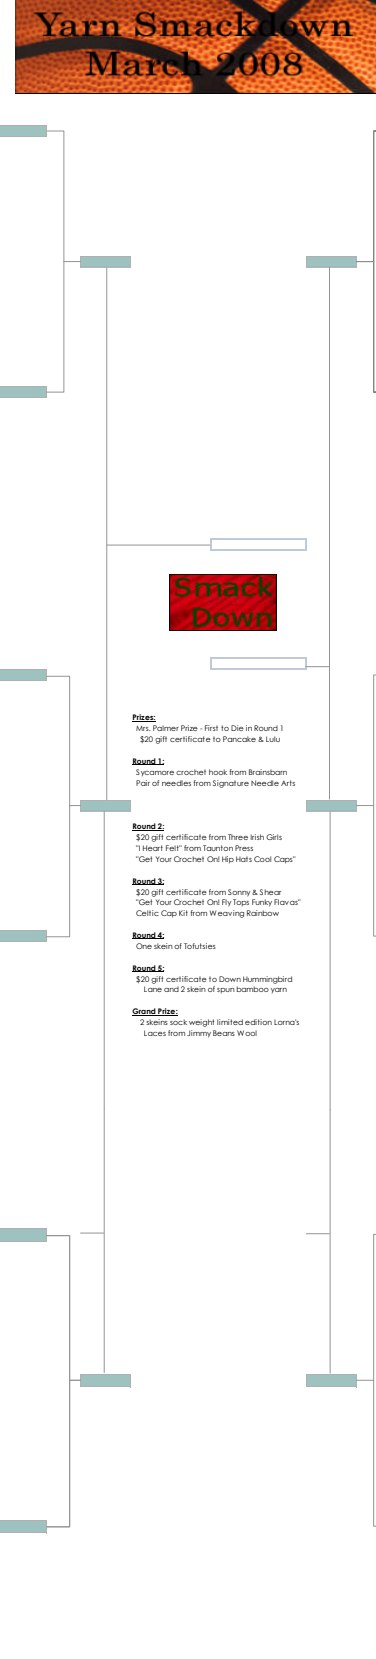 Yarn Smackdown
March 2008
Smack
Down
Prizes:
Mrs. Palmer Prize - First to Die in Round 1
$20 gift certificate to Pancake & Lulu
Round 1:
Sycamore crochet hook from Brainsbarn
Pair of needles from Signature Needle Arts
Round 2:
$20 gift certificate from Three Irish Girls
"I Heart Felt" from Taunton Press
"Get Your Crochet On! Hip Hats Cool Caps"
Round 3:
$20 gift certificate from Sonny & Shear
"Get Your Crochet On! Fly Tops Funky Flavas"
Celtic Cap Kit from Weaving Rainbow
Round 4:
One skein of Tofutsies
Round 5:
$20 gift certificate to Down Hummingbird
Lane and 2 skein of spun bamboo yarn
Grand Prize:
2 skeins sock weight limited edition Lorna's
Laces from Jimmy Beans Wool